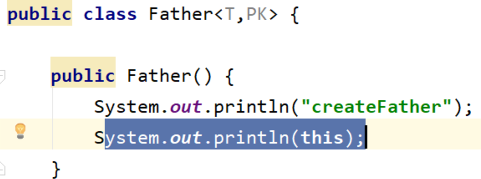 public class Father<T,PK> {
public Father() {
System.out.println("createFather");
System.out.println(this);
}